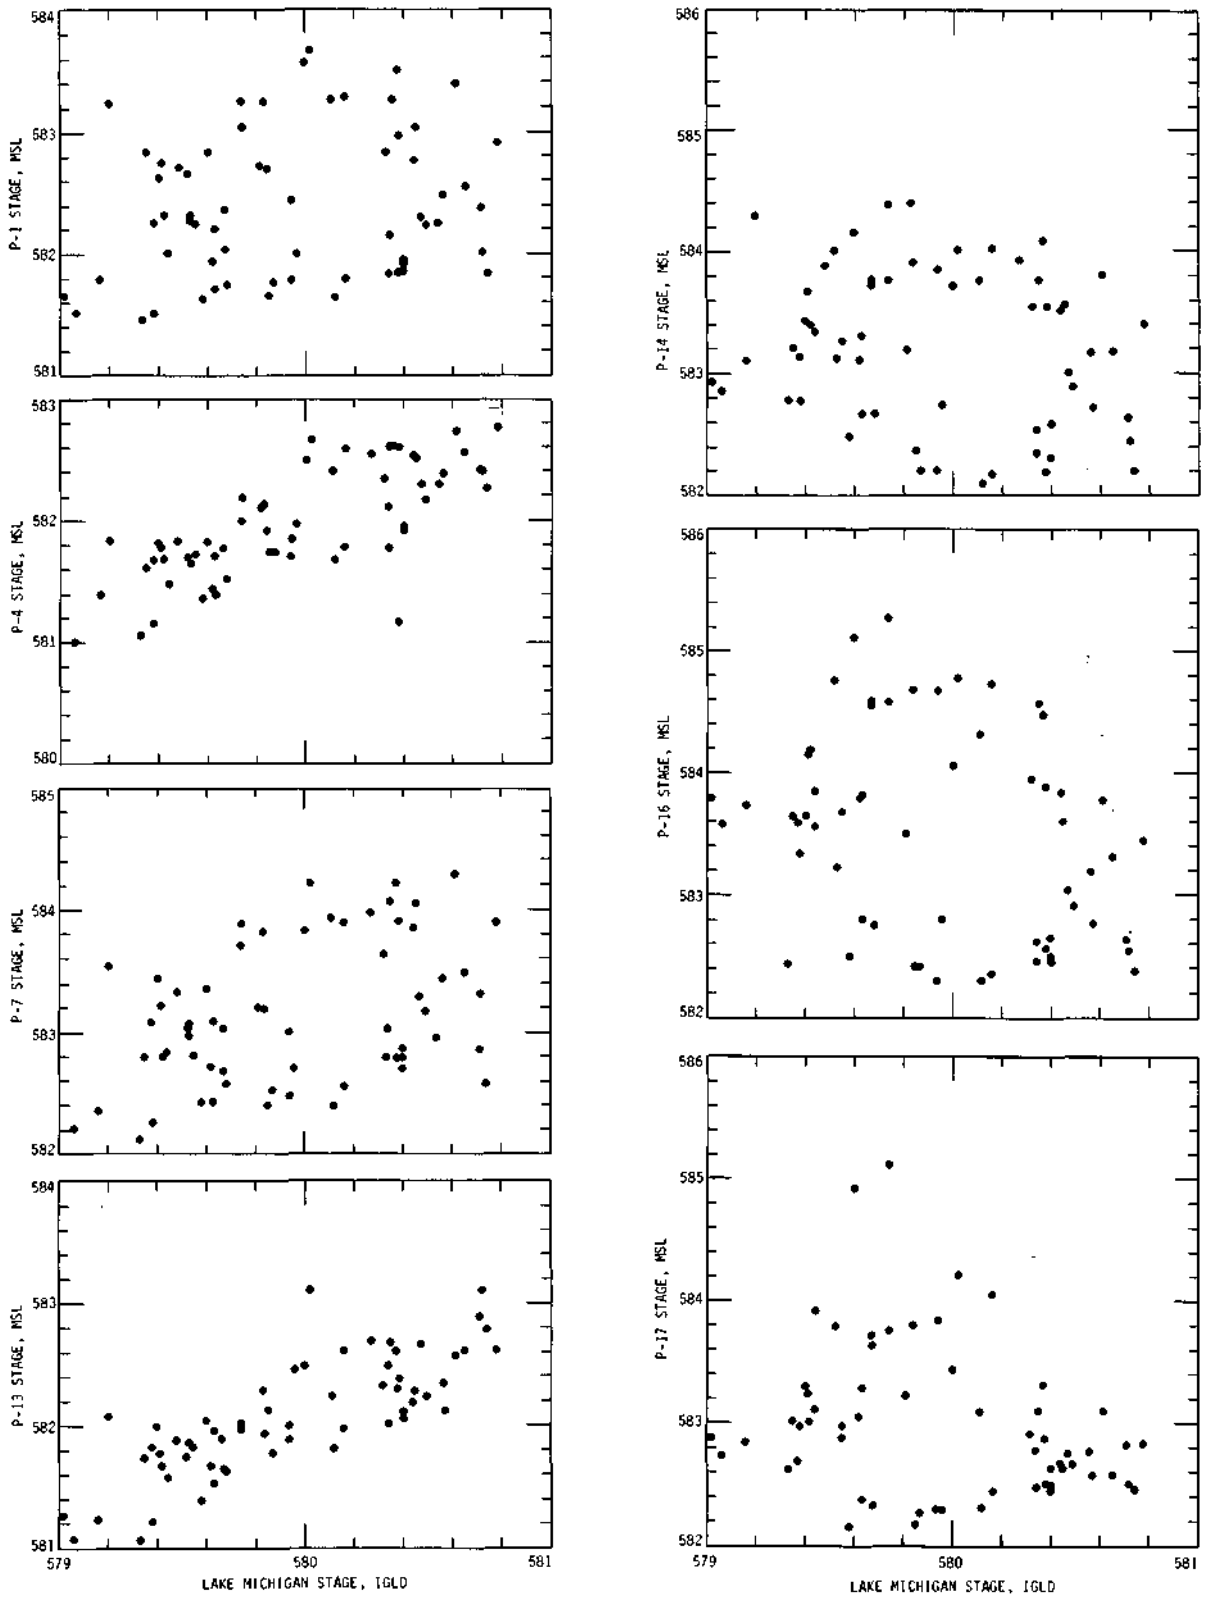 584
583
582
581
P-1 STAGE, MSL
583
582
581
580
P-4 STAGE, MSL
585
584
583
582
P-7 STAGE, MSL
584
583
582
581
P-13 STAGE, MSL
579 580 581
LAKE MICHIGAN STAGE, IGLD
586
585
584
583
582
P-14 STAGE, MSL
586
585
584
583
582
P-16 STAGE, MSL
586
585
584
583
582
P-17 STAGE, MSL
579 580 581
LAKE MICHIGAN STAGE, IGLD